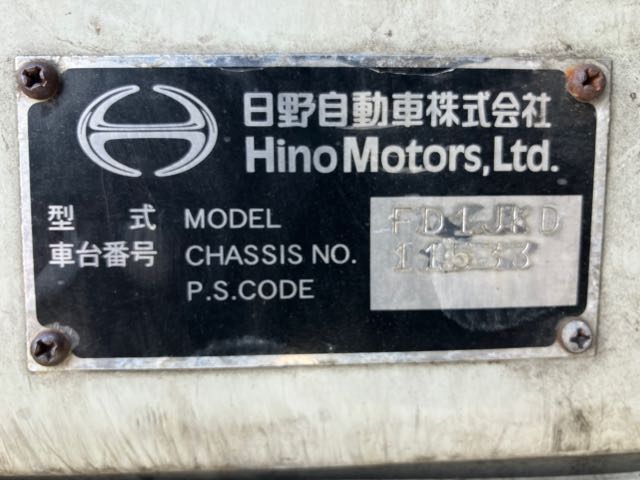 日野自動車株式会社
Hino Motors, Ltd.
型 式 MODEL FD1JKD
車台番号 CHASSIS NO. 11533
P.S.CODE